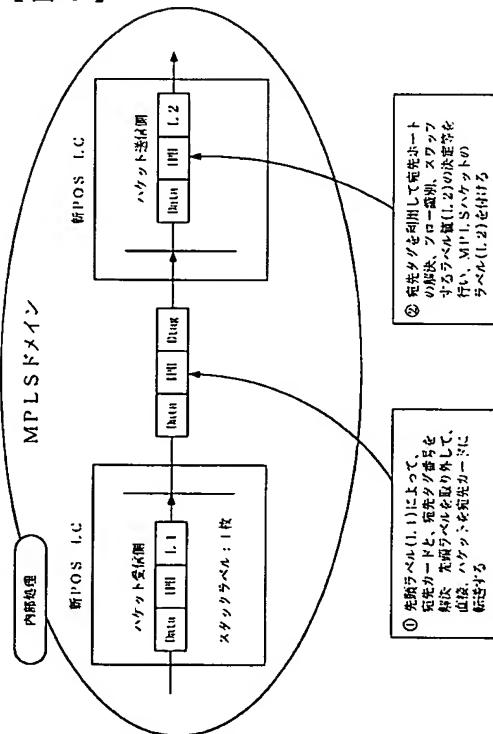 内部処理
MPLSドメイン
新POS LC
パケット受信側
Data
L1
スタックラベル：1枚
Data
Dtag
新POS LC
パケット送信側
Data
L2
① 先頭ラベル(L1)によって、
宛先カードと、宛先タグ番号を
解決 先頭ラベルを取り外して、
直接、パケットを宛先カードに
転送する
② 宛先タグを利用して宛先ポート
の解決、フロー識別、スワップ
するラベル値(L2)の決定等を
行い、MPLSパケットの
ラベル(L2)を付ける